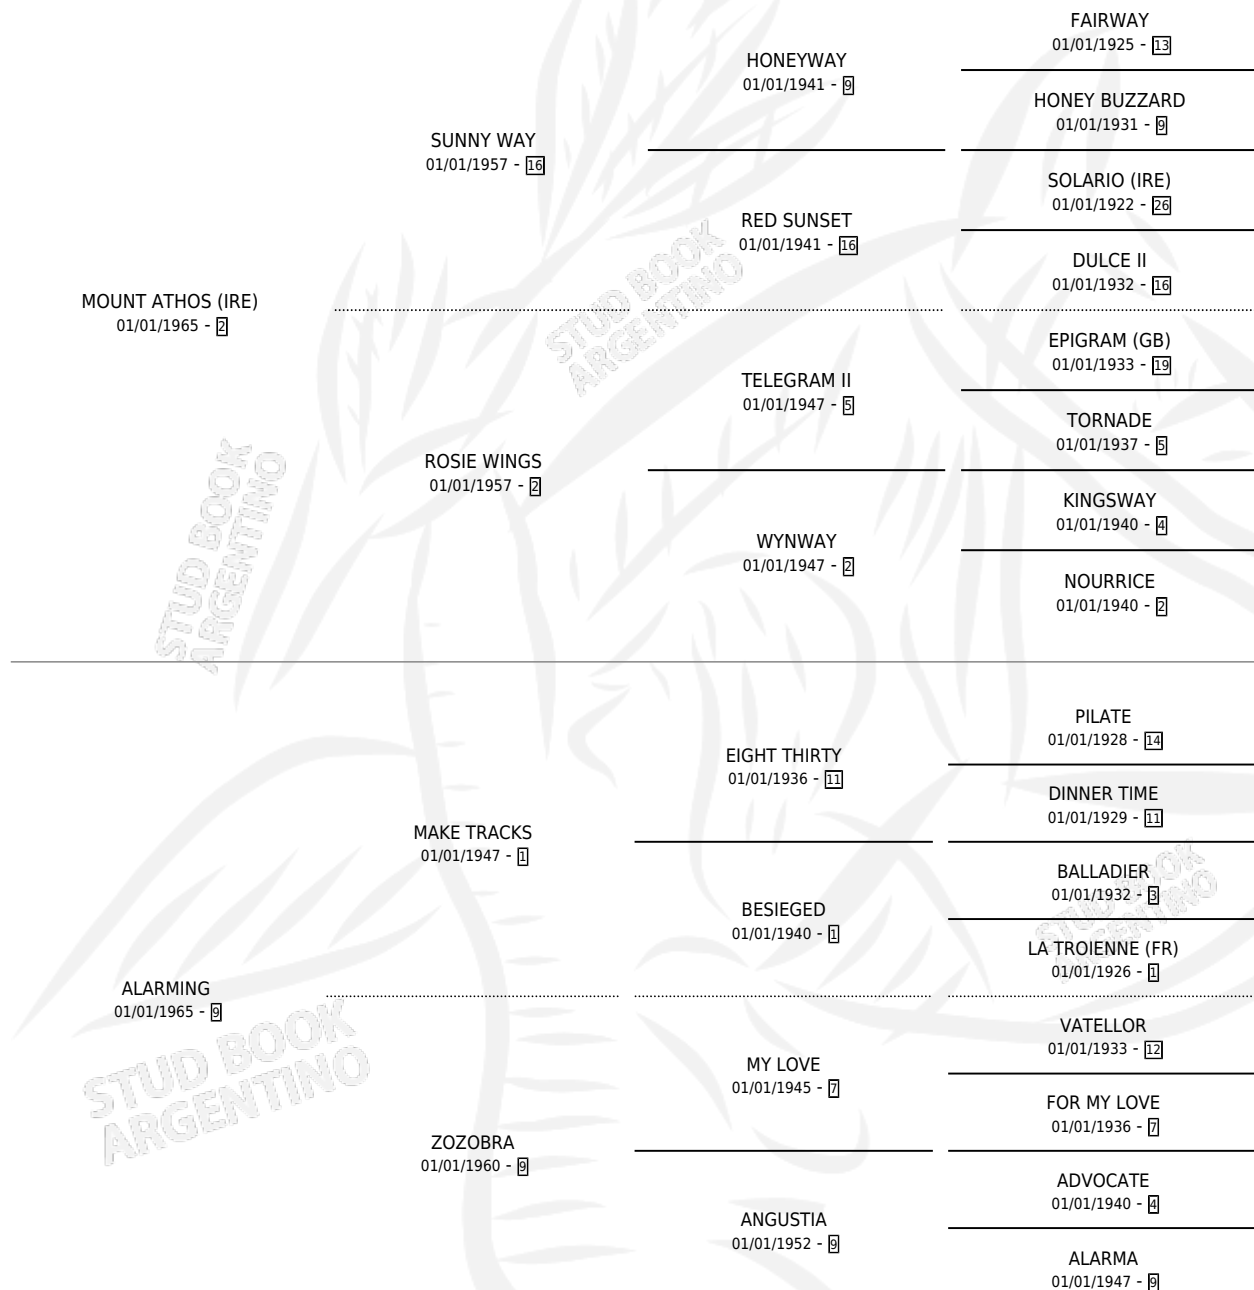 FAIRWAY
01/01/1925 - 13
HONEYWAY
01/01/1941 - 9
HONEY BUZZARD
01/01/1931 - 9
SUNNY WAY
01/01/1957 - 16
SOLARIO (IRE)
01/01/1922 - 26
RED SUNSET
01/01/1941 - 16
DULCE II
01/01/1932 - 16
MOUNT ATHOS (IRE)
01/01/1965 - 2
EPIGRAM (GB)
01/01/1933 - 19
TELEGRAM II
01/01/1947 - 5
TORNADE
01/01/1937 - 5
ROSIE WINGS
01/01/1957 - 2
KINGSWAY
01/01/1940 - 4
WYNWAY
01/01/1947 - 2
NOURRICE
01/01/1940 - 2
PILATE
01/01/1928 - 14
EIGHT THIRTY
01/01/1936 - 11
DINNER TIME
01/01/1929 - 11
MAKE TRACKS
01/01/1947 - 1
BALLADIER
01/01/1932 - 3
BESIEGED
01/01/1940 - 1
LA TROIENNE (FR)
01/01/1926 - 1
ALARMING
01/01/1965 - 9
VATELLOR
01/01/1933 - 12
MY LOVE
01/01/1945 - 7
FOR MY LOVE
01/01/1936 - 7
ZOZOBRA
01/01/1960 - 9
ADVOCATE
01/01/1940 - 4
ANGUSTIA
01/01/1952 - 9
ALARMA
01/01/1947 - 9
STUD BOOK
ARGENTINO
STUD BOOK
ARGENTINO
STUD BOOK
ARGENTINO
STUD BOOK
ARGENTINO